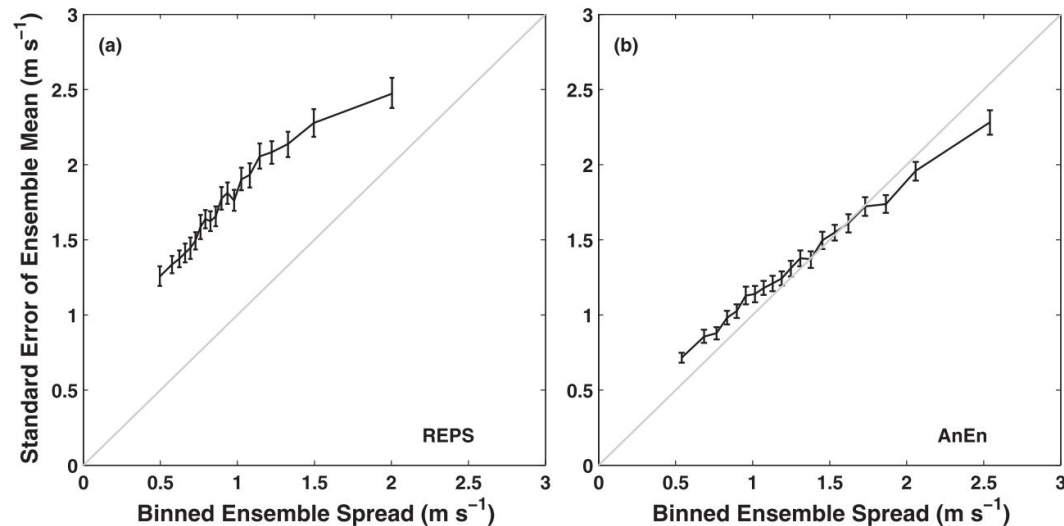 Standard Error of Ensemble Mean (m s⁻¹)
(a)
3
2.5
2
1.5
1
0.5
0
REPS
0 0.5 1 1.5 2 2.5 3
Binned Ensemble Spread (m s⁻¹)
(b)
3
2.5
2
1.5
1
0.5
0
AnEn
0 0.5 1 1.5 2 2.5 3
Binned Ensemble Spread (m s⁻¹)